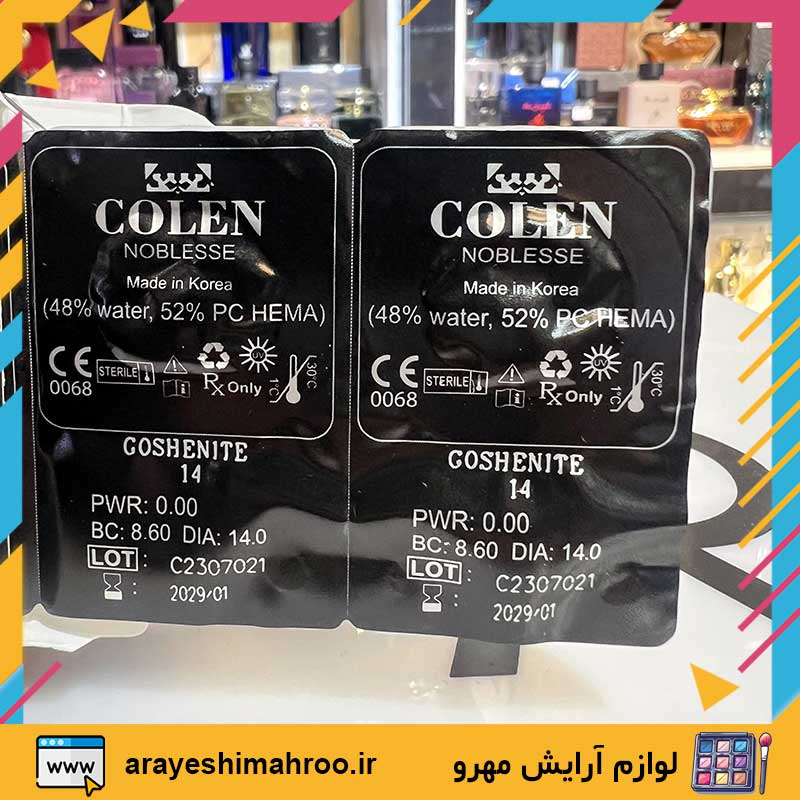 COLEN
NOBLESSE
Made in Korea
(48% water, 52% PC HEMA)
CE 0068
STERILE
Rx Only
UV
1°C
30°C
GOSHENITE
14
PWR: 0.00
BC: 8.60 DIA: 14.0
LOT : C2307021
: 2029/01
COLEN
NOBLESSE
Made in Korea
(48% water, 52% PC HEMA)
CE 0068
STERILE
Rx Only
UV
1°C
30°C
GOSHENITE
14
PWR: 0.00
BC: 8.60 DIA: 14.0
LOT : C2307021
: 2029/01
www
arayeshimahroo.ir
لوازم آرایش مهرو